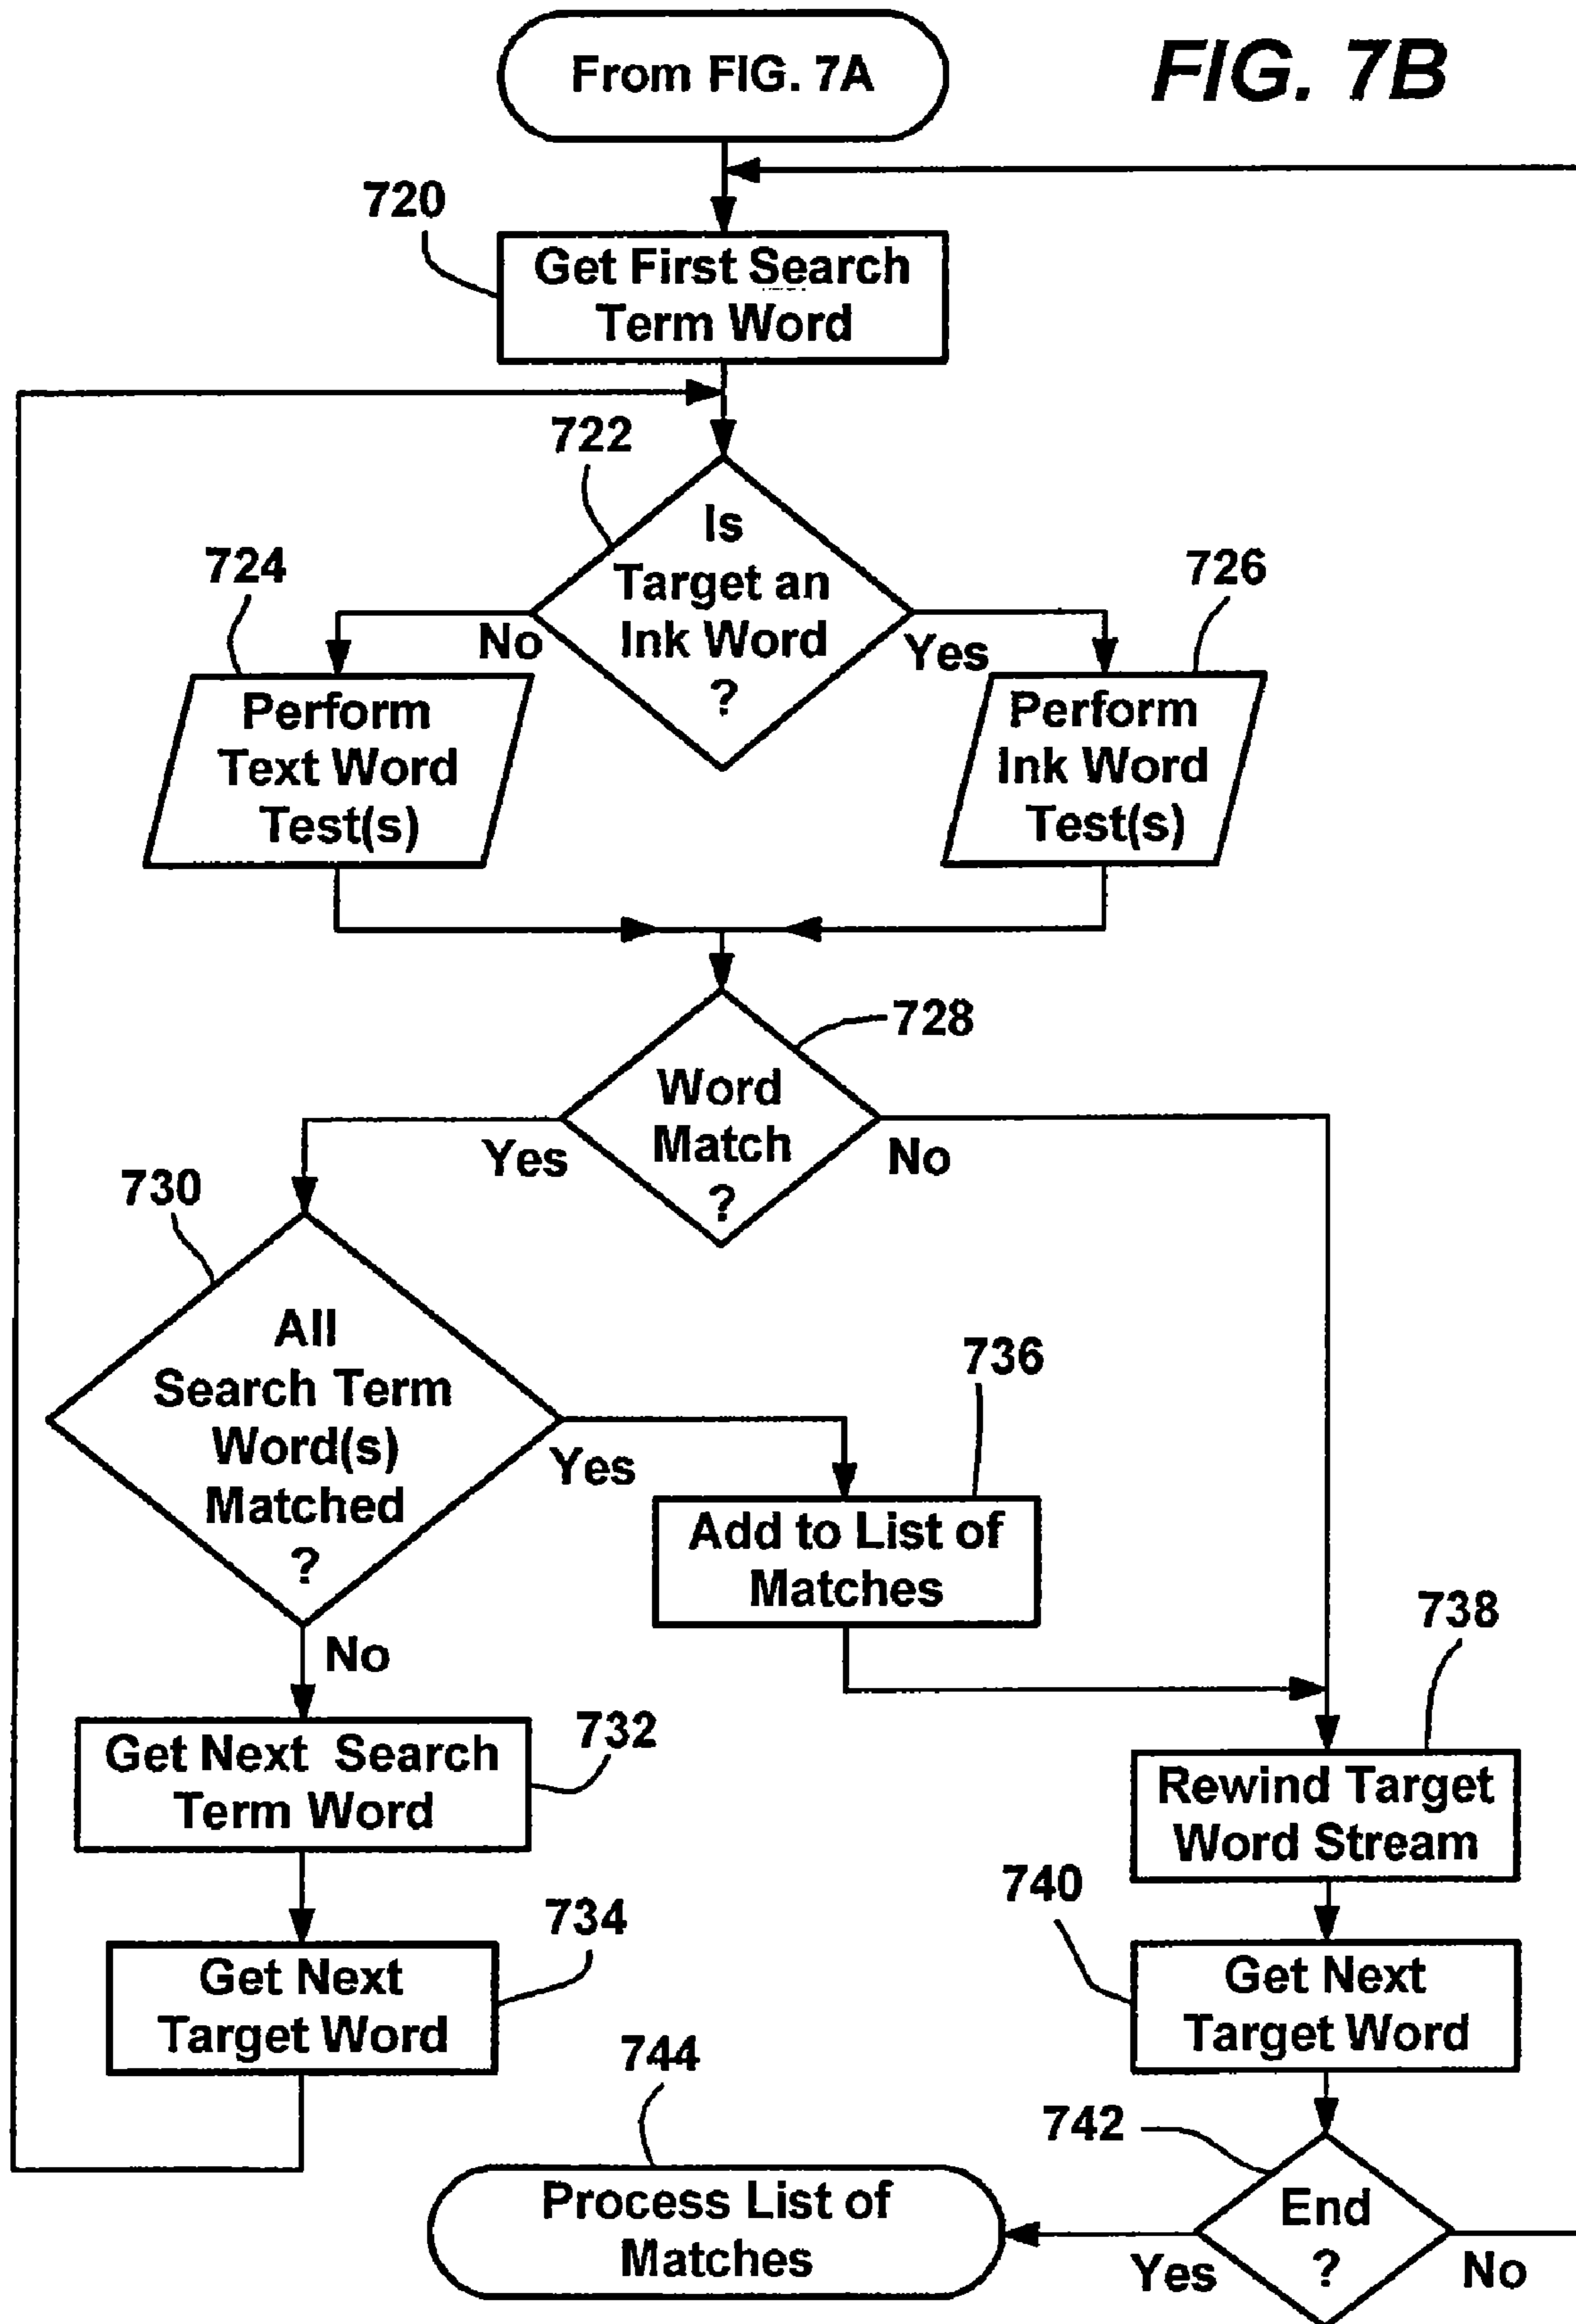 From FIG. 7A
FIG. 7B
720
Get First Search
Term Word
722
Is
Target an
Ink Word
?
No
Yes
724
Perform
Text Word
Test(s)
726
Perform
Ink Word
Test(s)
728
Word
Match
?
Yes
No
730
All
Search Term
Word(s)
Matched
?
Yes
No
736
Add to List of
Matches
732
Get Next Search
Term Word
738
Rewind Target
Word Stream
734
Get Next
Target Word
740
Get Next
Target Word
742
End
?
Yes
No
744
Process List of
Matches